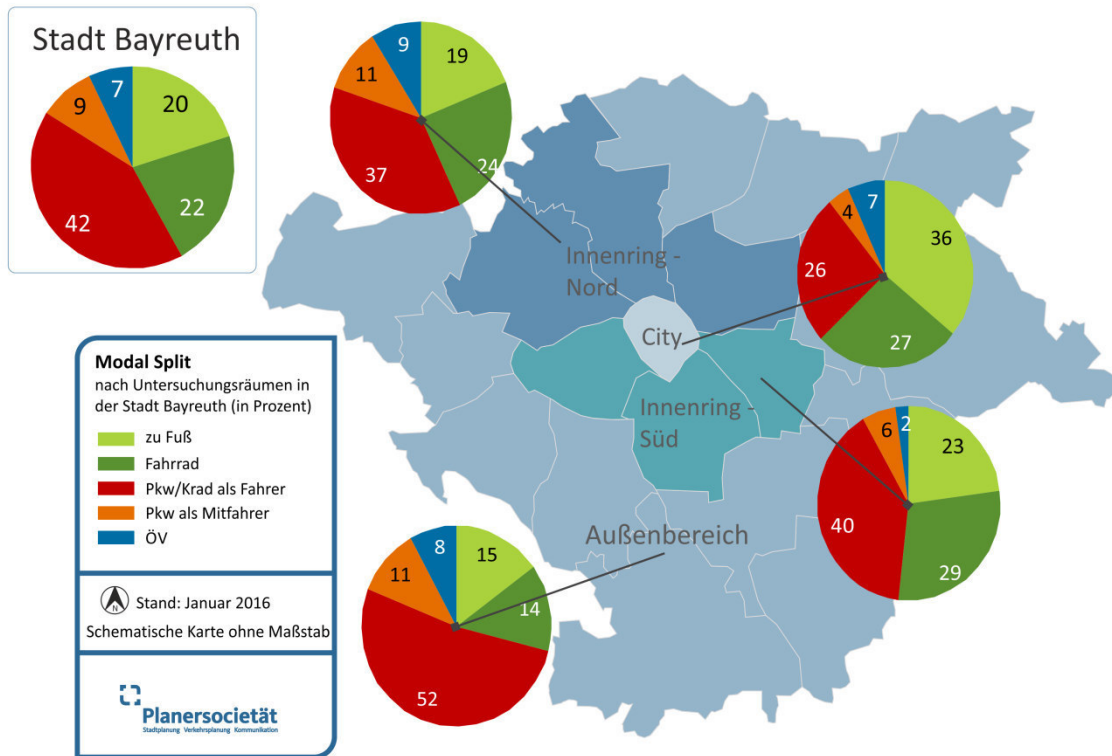 Stadt Bayreuth
7
9
20
42
22
9
11
19
37
24
Innenring -
Nord
4
7
36
26
27
City
Innenring -
Süd
6
2
23
40
29
Außenbereich
8
11
15
14
52
Modal Split
nach Untersuchungsräumen in
der Stadt Bayreuth (in Prozent)
zu Fuß
Fahrrad
Pkw/Krad als Fahrer
Pkw als Mitfahrer
ÖV
N
Stand: Januar 2016
Schematische Karte ohne Maßstab
Planersocietät
Stadtplanung Verkehrsplanung Kommunikation